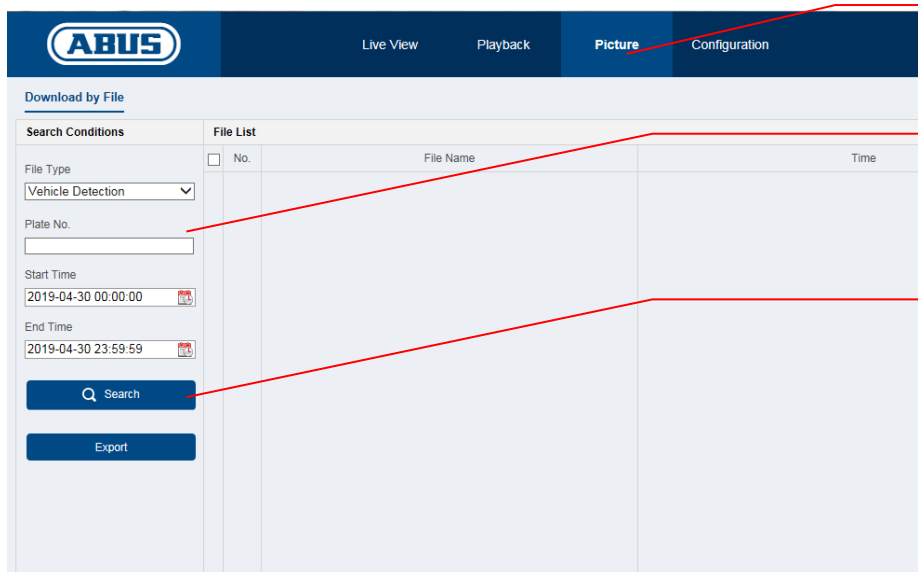 ABUS
Live View Playback Picture Configuration
Download by File
Search Conditions File List
No. File Name Time
File Type
Vehicle Detection
Plate No.
Start Time
2019-04-30 00:00:00
End Time
2019-04-30 23:59:59
Search
Export